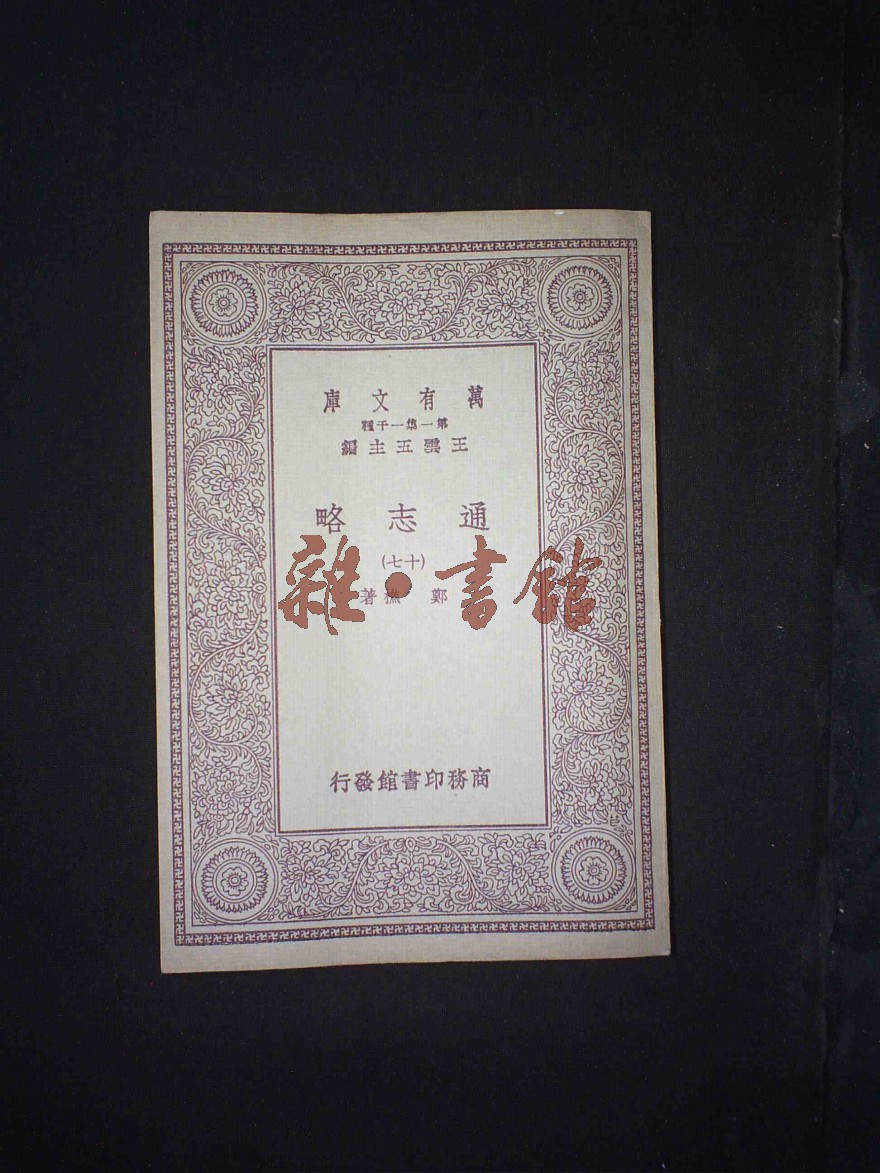 萬有文庫
第一集一千種
王雲五主編
通志略
(十七)
鄭樵著
雜·書館
商務印書館發行